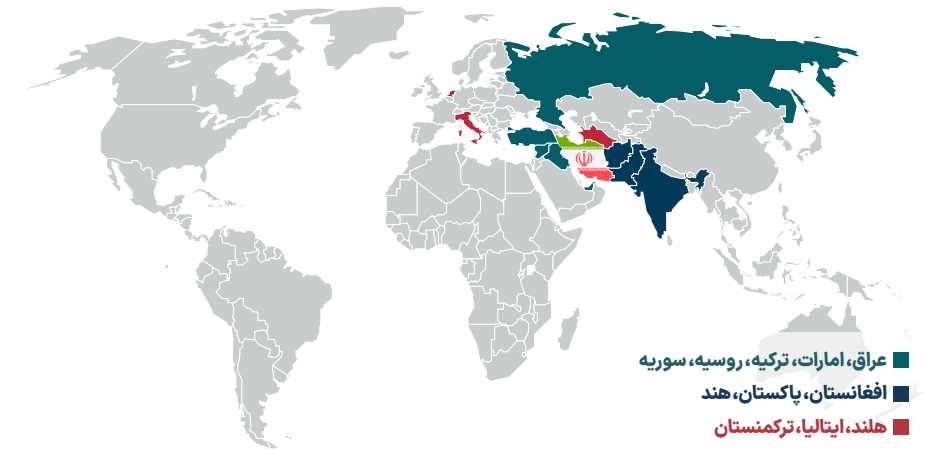 عراق، امارات، ترکیه، روسیه، سوریه
افغانستان، پاکستان، هند
هلند، ایتالیا، ترکمنستان